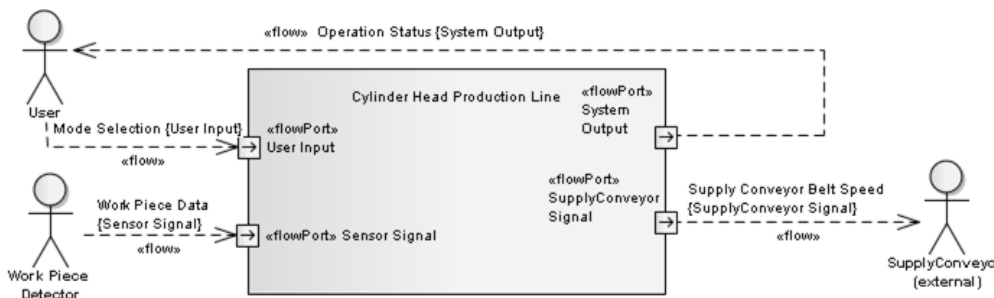 «flow» Operation Status {System Output}
User
Mode Selection {User Input}
«flow»
Cylinder Head Production Line
«flowPort»
System
Output
«flowPort»
User Input
«flowPort»
SupplyConveyor
Signal
Work Piece Data
{Sensor Signal}
«flow»
«flowPort» Sensor Signal
Supply Conveyor Belt Speed
{SupplyConveyor Signal}
«flow»
Work Piece
Detector
SupplyConveyo
(external)